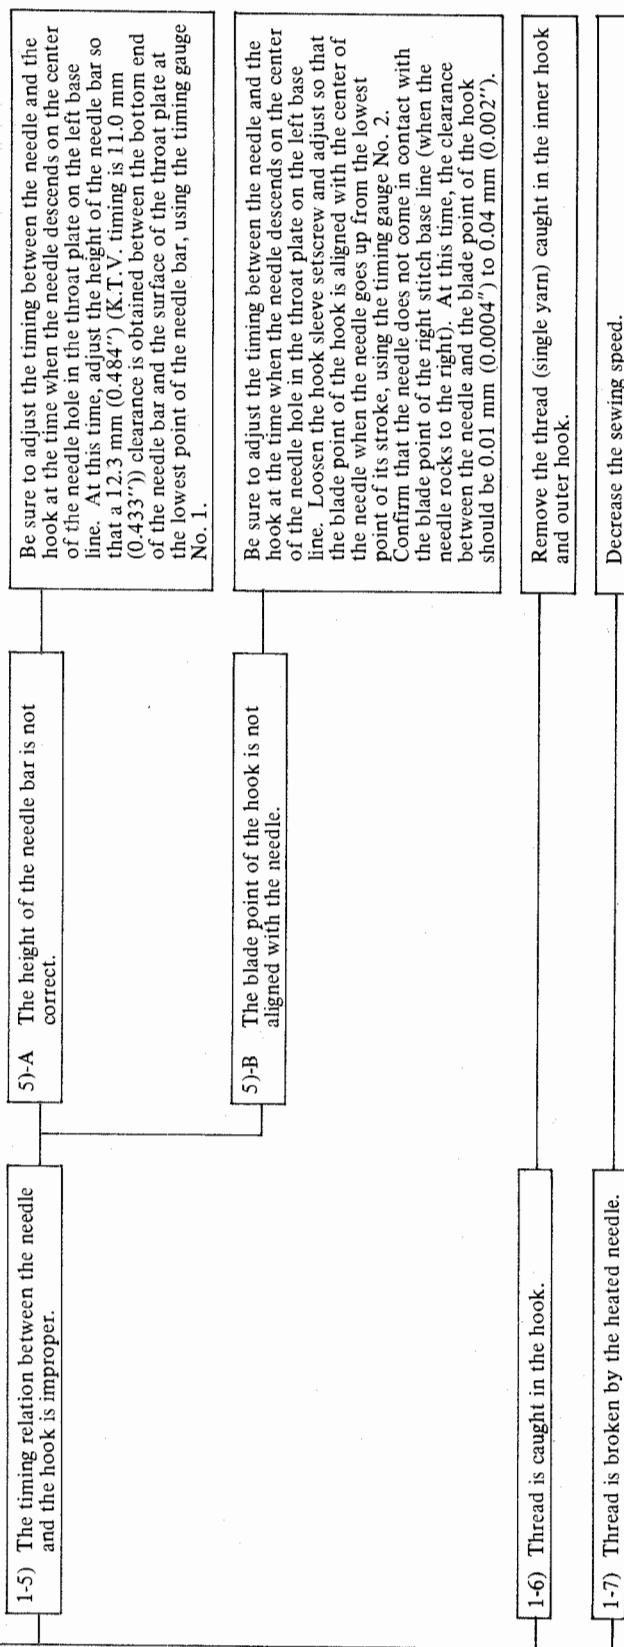 1-5) The timing relation between the needle
and the hook is improper.
5)-A The height of the needle bar is not
correct.
Be sure to adjust the timing between the needle and the
hook at the time when the needle descends on the center
of the needle hole in the throat plate on the left base
line. At this time, adjust the height of the needle bar so
that a 12.3 mm (0.484") (K.T.V. timing is 11.0 mm
(0.433")) clearance is obtained between the bottom end
of the needle bar and the surface of the throat plate at
the lowest point of the needle bar, using the timing gauge
No. 1.
5)-B The blade point of the hook is not
aligned with the needle.
Be sure to adjust the timing between the needle and the
hook at the time when the needle descends on the center
of the needle hole in the throat plate on the left base
line. Loosen the hook sleeve setscrew and adjust so that
the blade point of the hook is aligned with the center of
the needle when the needle goes up from the lowest
point of its stroke, using the timing gauge No. 2.
Confirm that the needle does not come in contact with
the blade point of the right stitch base line (when the
needle rocks to the right). At this time, the clearance
between the needle and the blade point of the hook
should be 0.01 mm (0.0004") to 0.04 mm (0.002").
1-6) Thread is caught in the hook.
Remove the thread (single yarn) caught in the inner hook
and outer hook.
1-7) Thread is broken by the heated needle.
Decrease the sewing speed.